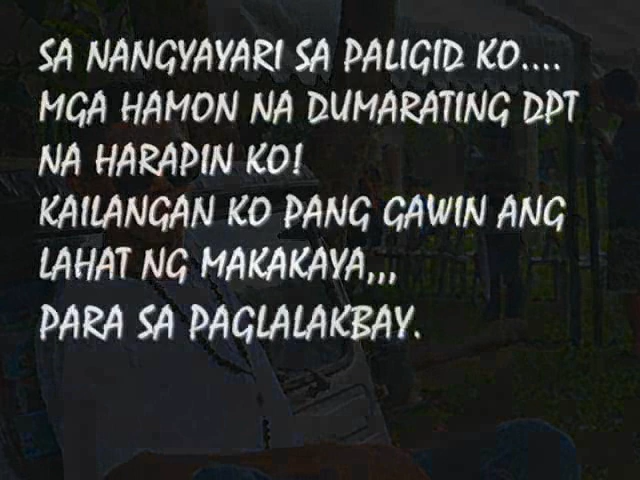 SA NANGYAYARI SA PALIGID KO....
MGA HAMON NA DUMARATING DPT
NA HARAPIN KO!
KAILANGAN KO PANG GAWIN ANG
LAHAT NG MAKAKAYA,,,
PARA SA PAGLALAKBAY.